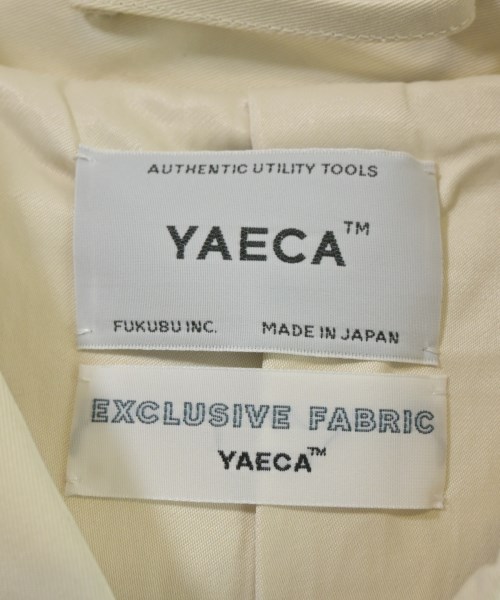 AUTHENTIC UTILITY TOOLS
YAECA™
FUKUBU INC. MADE IN JAPAN
EXCLUSIVE FABRIC
YAECA™